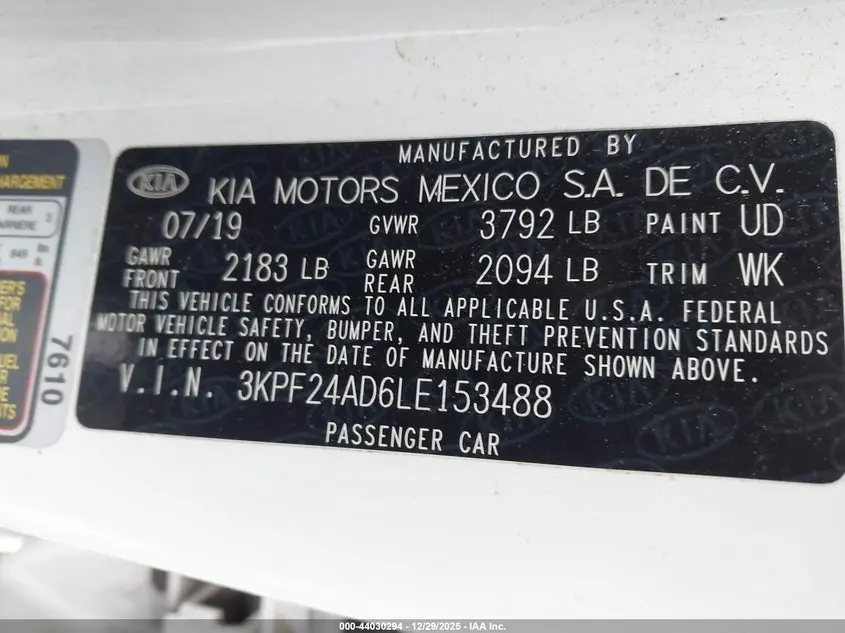 HARGEMENT
REAR
7610
MANUFACTURED BY
KIA KIA MOTORS MEXICO S.A. DE C.V.
07/19 GVWR 3792 LB PAINT UD
GAWR FRONT 2183 LB GAWR REAR 2094 LB TRIM WK
THIS VEHICLE CONFORMS TO ALL APPLICABLE U.S.A. FEDERAL
MOTOR VEHICLE SAFETY, BUMPER, AND THEFT PREVENTION STANDARDS
IN EFFECT ON THE DATE OF MANUFACTURE SHOWN ABOVE.
V.I.N. 3KPF24AD6LE153488
PASSENGER CAR
000-44030294 - 12/29/2025 - IAA Inc.